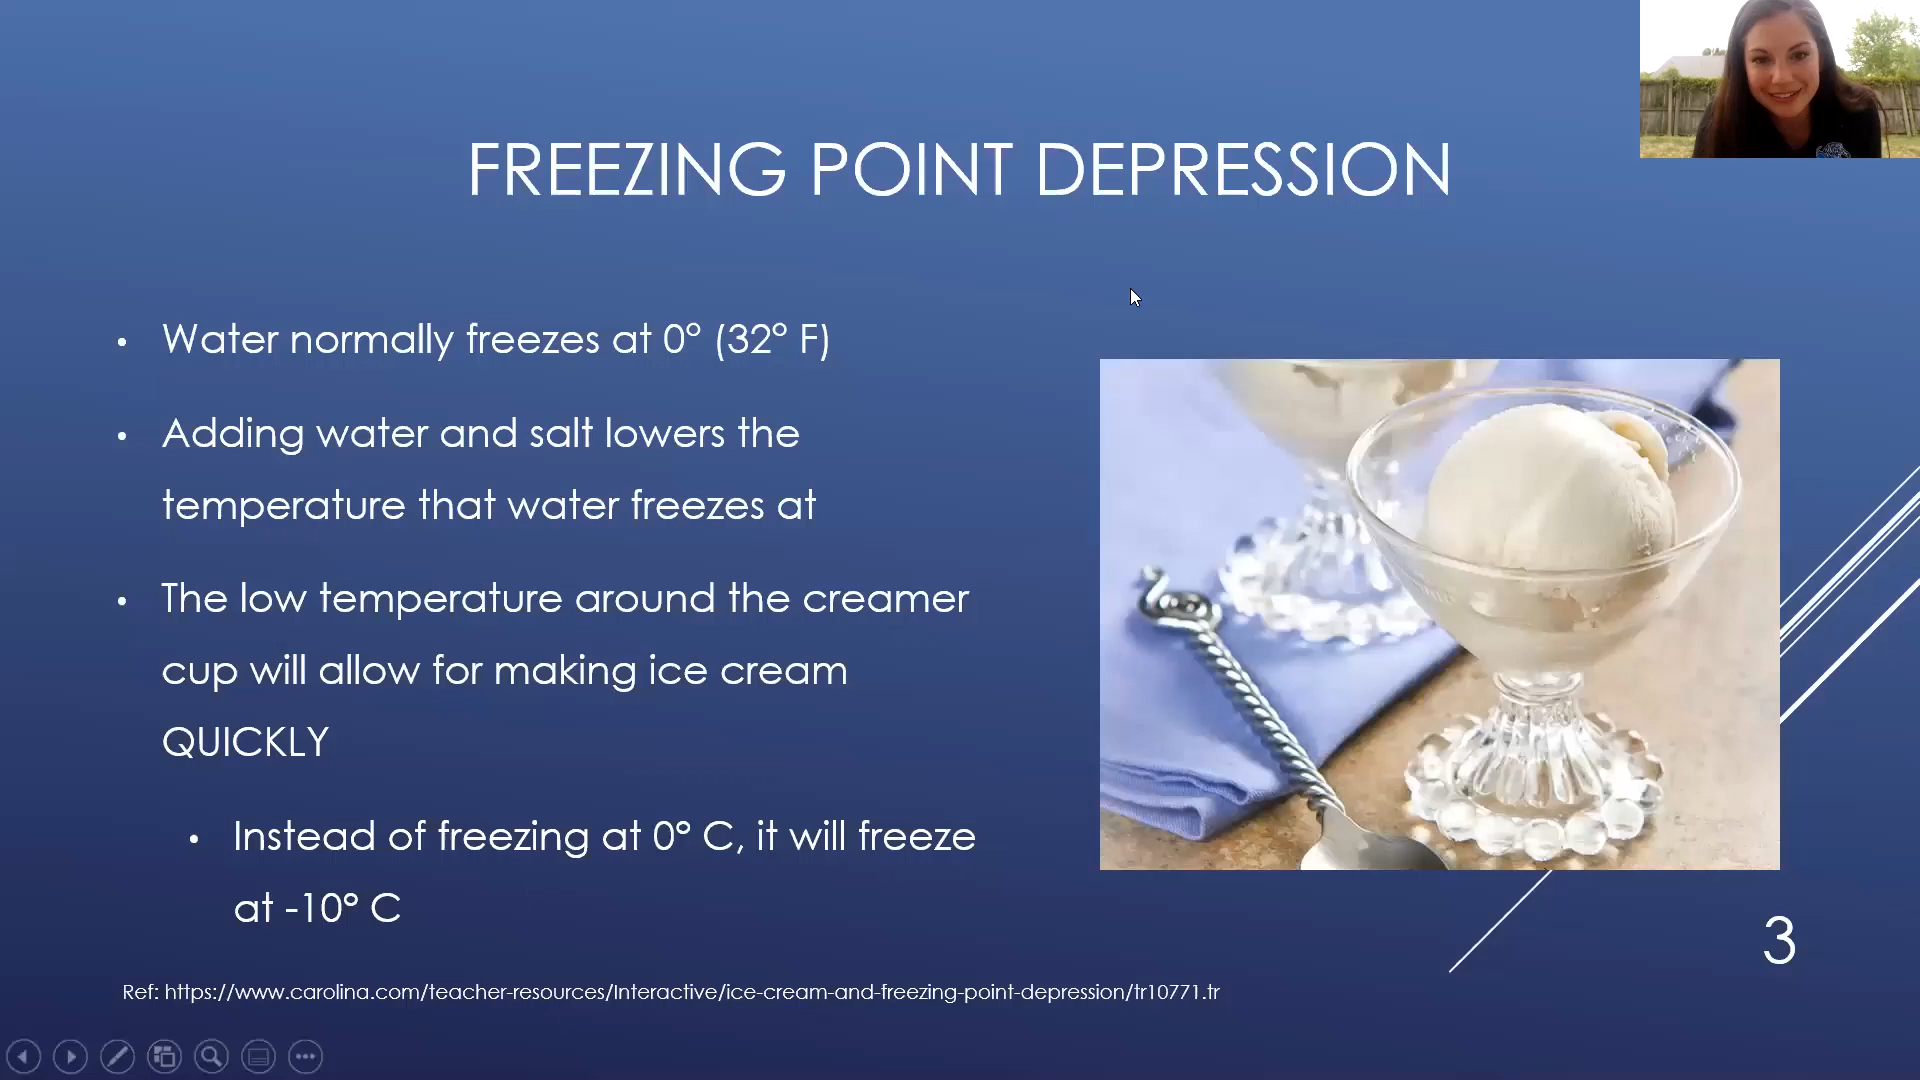 FREEZING POINT DEPRESSION
• Water normally freezes at 0° (32° F)
• Adding water and salt lowers the
temperature that water freezes at
• The low temperature around the creamer
cup will allow for making ice cream
QUICKLY
• Instead of freezing at 0° C, it will freeze
at -10° C
3
Ref: https://www.carolina.com/teacher-resources/Interactive/ice-cream-and-freezing-point-depression/tr10771.tr